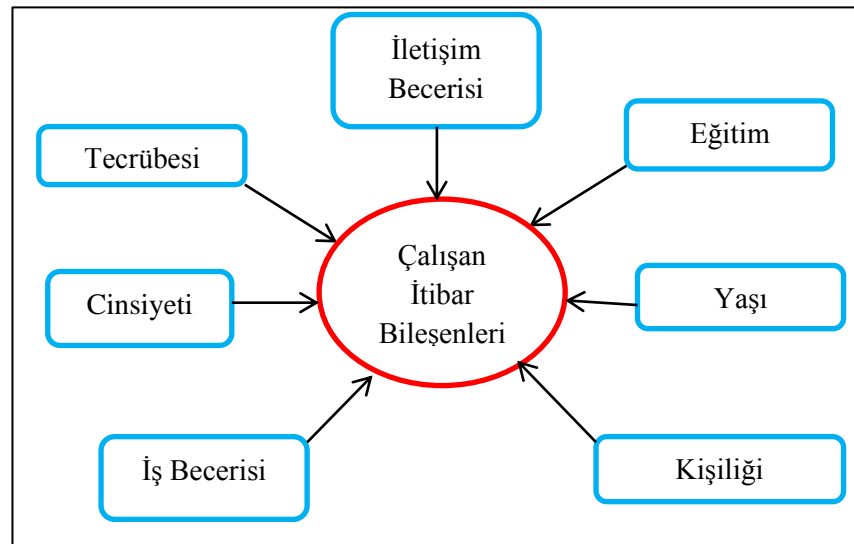 İletişim
Becerisi
Eğitim
Tecrübesi
Çalışan
İtibar
Bileşenleri
Cinsiyeti
Yaşı
İş Becerisi
Kişiliği